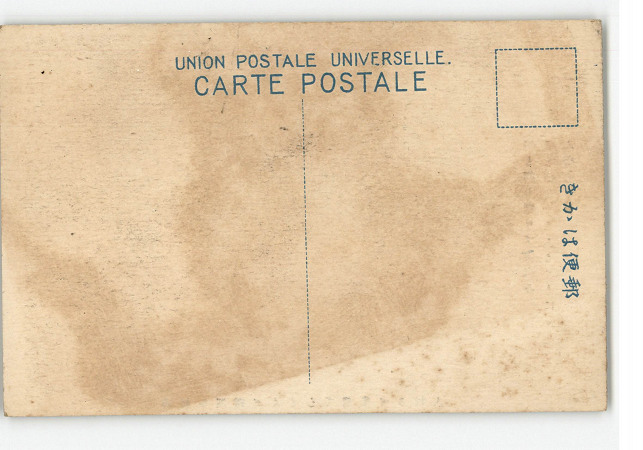 UNION POSTALE UNIVERSELLE.
CARTE POSTALE
きかは便郵